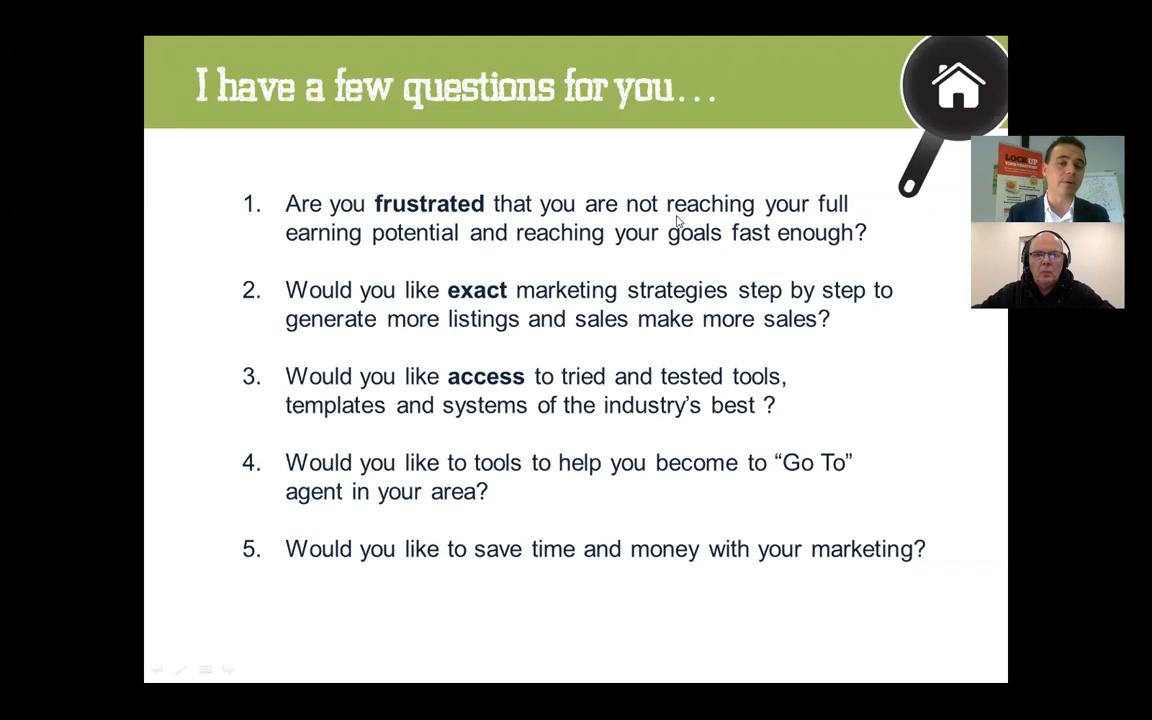 I have a few questions for you...
1. Are you frustrated that you are not reaching your full
earning potential and reaching your goals fast enough?
2. Would you like exact marketing strategies step by step to
generate more listings and sales make more sales?
3. Would you like access to tried and tested tools,
templates and systems of the industry’s best ?
4. Would you like to tools to help you become to “Go To”
agent in your area?
5. Would you like to save time and money with your marketing?
LOCK UP